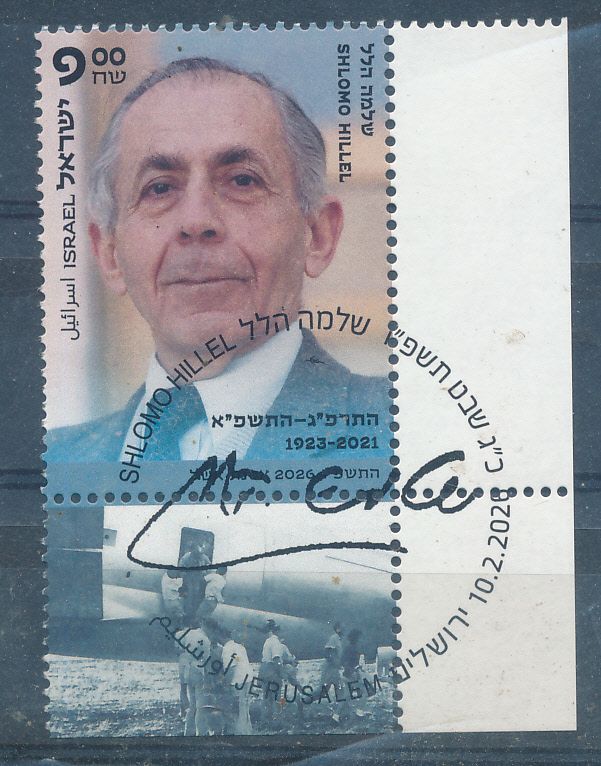 9.00
שח
ישראל ISRAEL اسرائيل
שלמה הלל
SHLOMO HILLEL
התרפ"ג-התשפ"א
1923-2021
2026
SHLOMO HILLEL שלמה הלל
כ"ג שבט תשפ"ו
10.2.2026
ירושלים JERUSALEM أورشليم